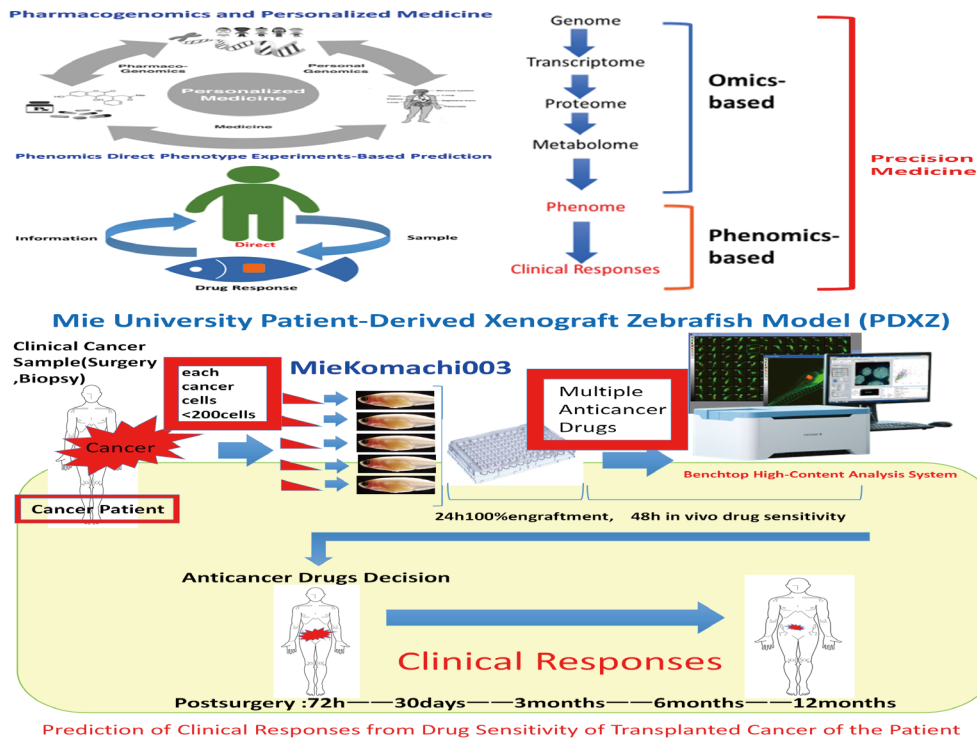 Pharmacogenomics and Personalized Medicine
Pharmaco-
Genomics
Personal
Genomics
Personalized
Medicine
Medicine
Phenomics Direct Phenotype Experiments-Based Prediction
Information
Direct
Sample
Drug Response
Genome
Transcriptome
Proteome
Metabolome
Phenome
Clinical Responses
Omics-
based
Phenomics-
based
Precision
Medicine
Mie University Patient-Derived Xenograft Zebrafish Model (PDXZ)
Clinical Cancer
Sample(Surgery
,Biopsy)
each
cancer
cells
<200cells
MieKomachi003
Multiple
Anticancer
Drugs
Cancer
Cancer Patient
Benchtop High-Content Analysis System
24h100%engraftment, 48h in vivo drug sensitivity
Anticancer Drugs Decision
Clinical Responses
Postsurgery :72h——30days——3months——6months——12months
Prediction of Clinical Responses from Drug Sensitivity of Transplanted Cancer of the Patient